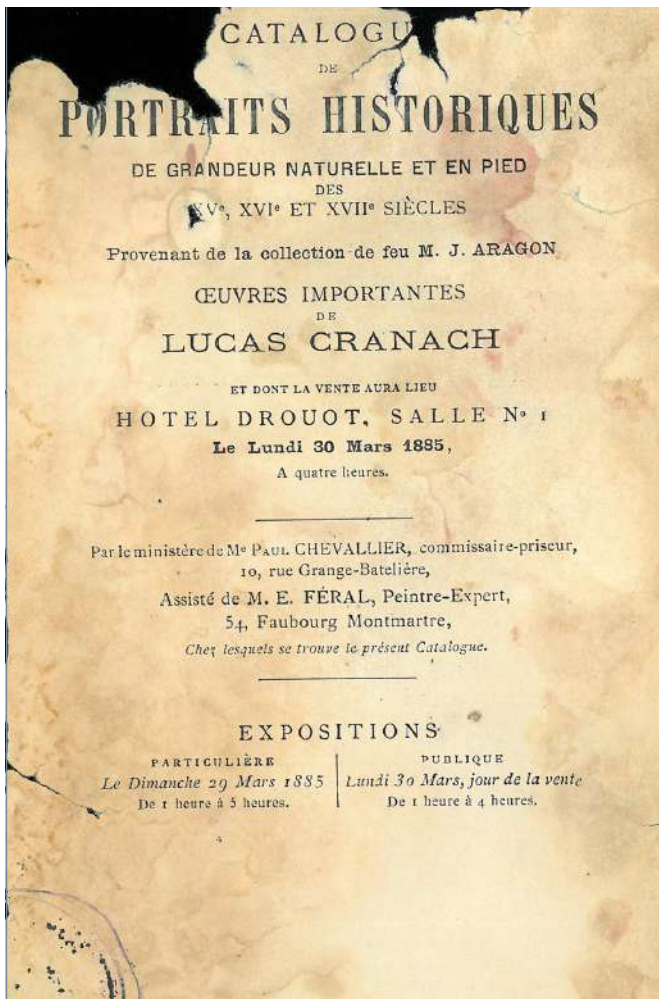 CATALOGU
DE
PORTRAITS HISTORIQUES
DE GRANDEUR NATURELLE ET EN PIED
DES
XVe, XVIe ET XVIIe SIÈCLES
Provenant de la collection de feu M. J. ARAGON
ŒUVRES IMPORTANTES
DE
LUCAS CRANACH
ET DONT LA VENTE AURA LIEU
HOTEL DROUOT, SALLE No 1
Le Lundi 30 Mars 1885,
A quatre heures.
Par le ministère de Me PAUL CHEVALLIER, commissaire-priseur,
10, rue Grange-Batelière,
Assisté de M. E. FÉRAL, Peintre-Expert,
54, Faubourg Montmartre,
Chez lesquels se trouve le présent Catalogue.
EXPOSITIONS
PARTICULIÈRE
Le Dimanche 29 Mars 1885
De 1 heure à 5 heures.
PUBLIQUE
Lundi 30 Mars, jour de la vente
De 1 heure à 4 heures.